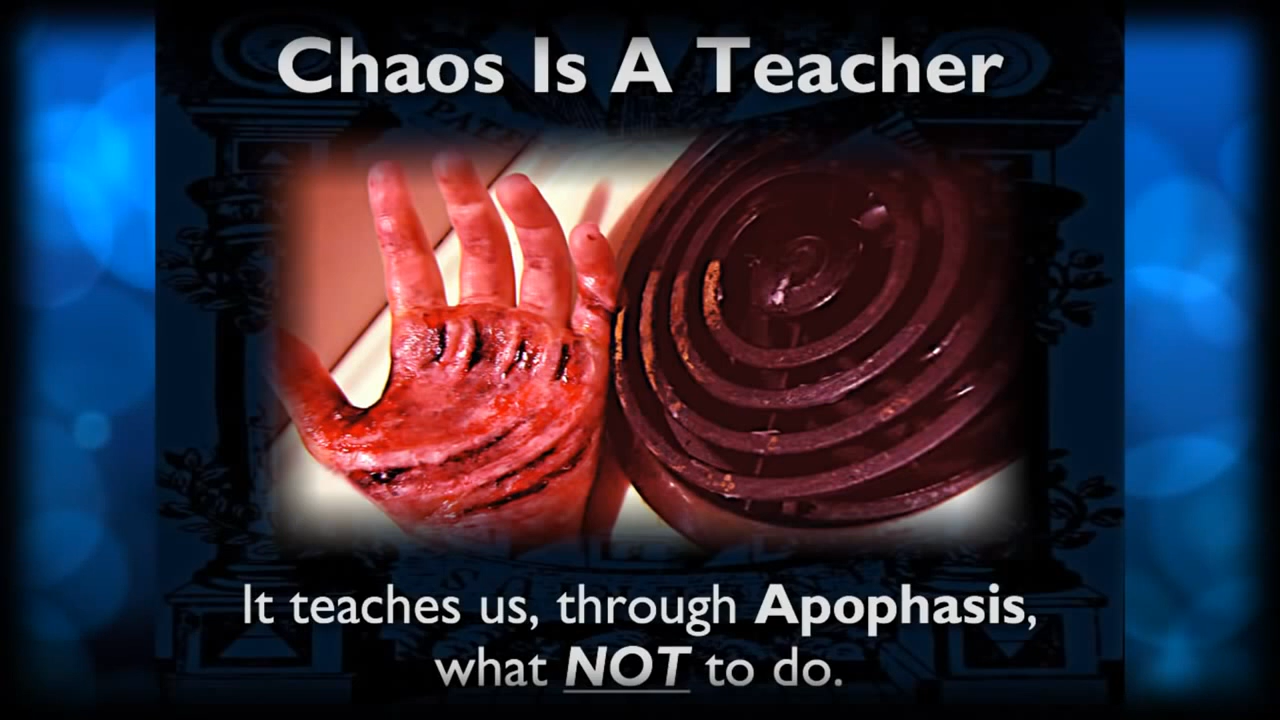 Chaos Is A Teacher
It teaches us, through Apophasis,
what NOT to do.